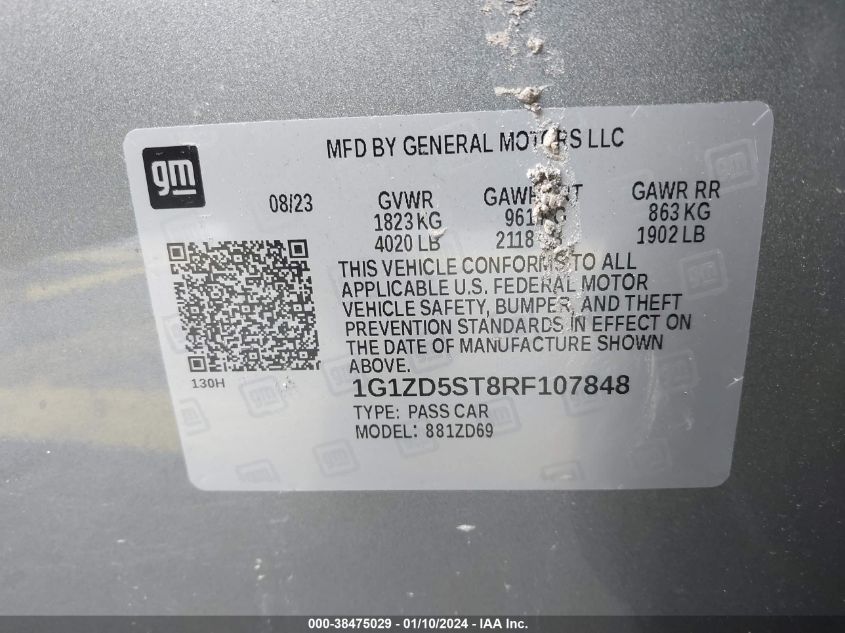 MFD BY GENERAL MOTORS LLC
gm
08/23 GVWR GAWR RR
1823 KG 863 KG
4020 LB 2118 1902 LB
THIS VEHICLE CONFORMS TO ALL
APPLICABLE U.S. FEDERAL MOTOR
VEHICLE SAFETY, BUMPER, AND THEFT
PREVENTION STANDARDS IN EFFECT ON
THE DATE OF MANUFACTURE SHOWN
ABOVE.
130H
1G1ZD5ST8RF107848
TYPE: PASS CAR
MODEL: 881ZD69
000-38475029 - 01/10/2024 - IAA Inc.